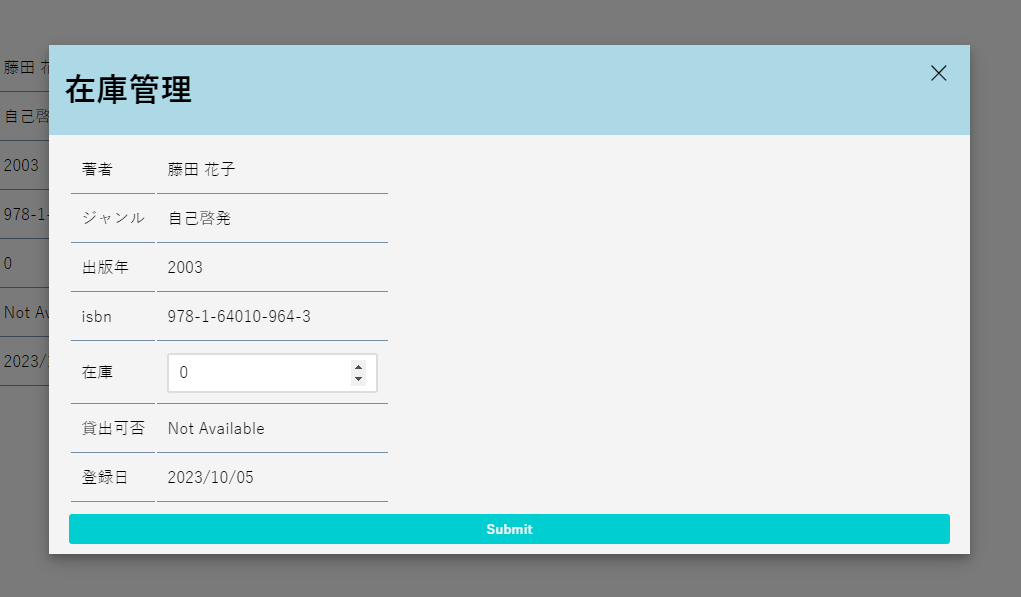 藤田 花
自己啓
2003
978-1-
0
Not Av
2023/
在庫管理
著者 藤田 花子
ジャンル 自己啓発
出版年 2003
isbn 978-1-64010-964-3
在庫 0
貸出可否 Not Available
登録日 2023/10/05
Submit